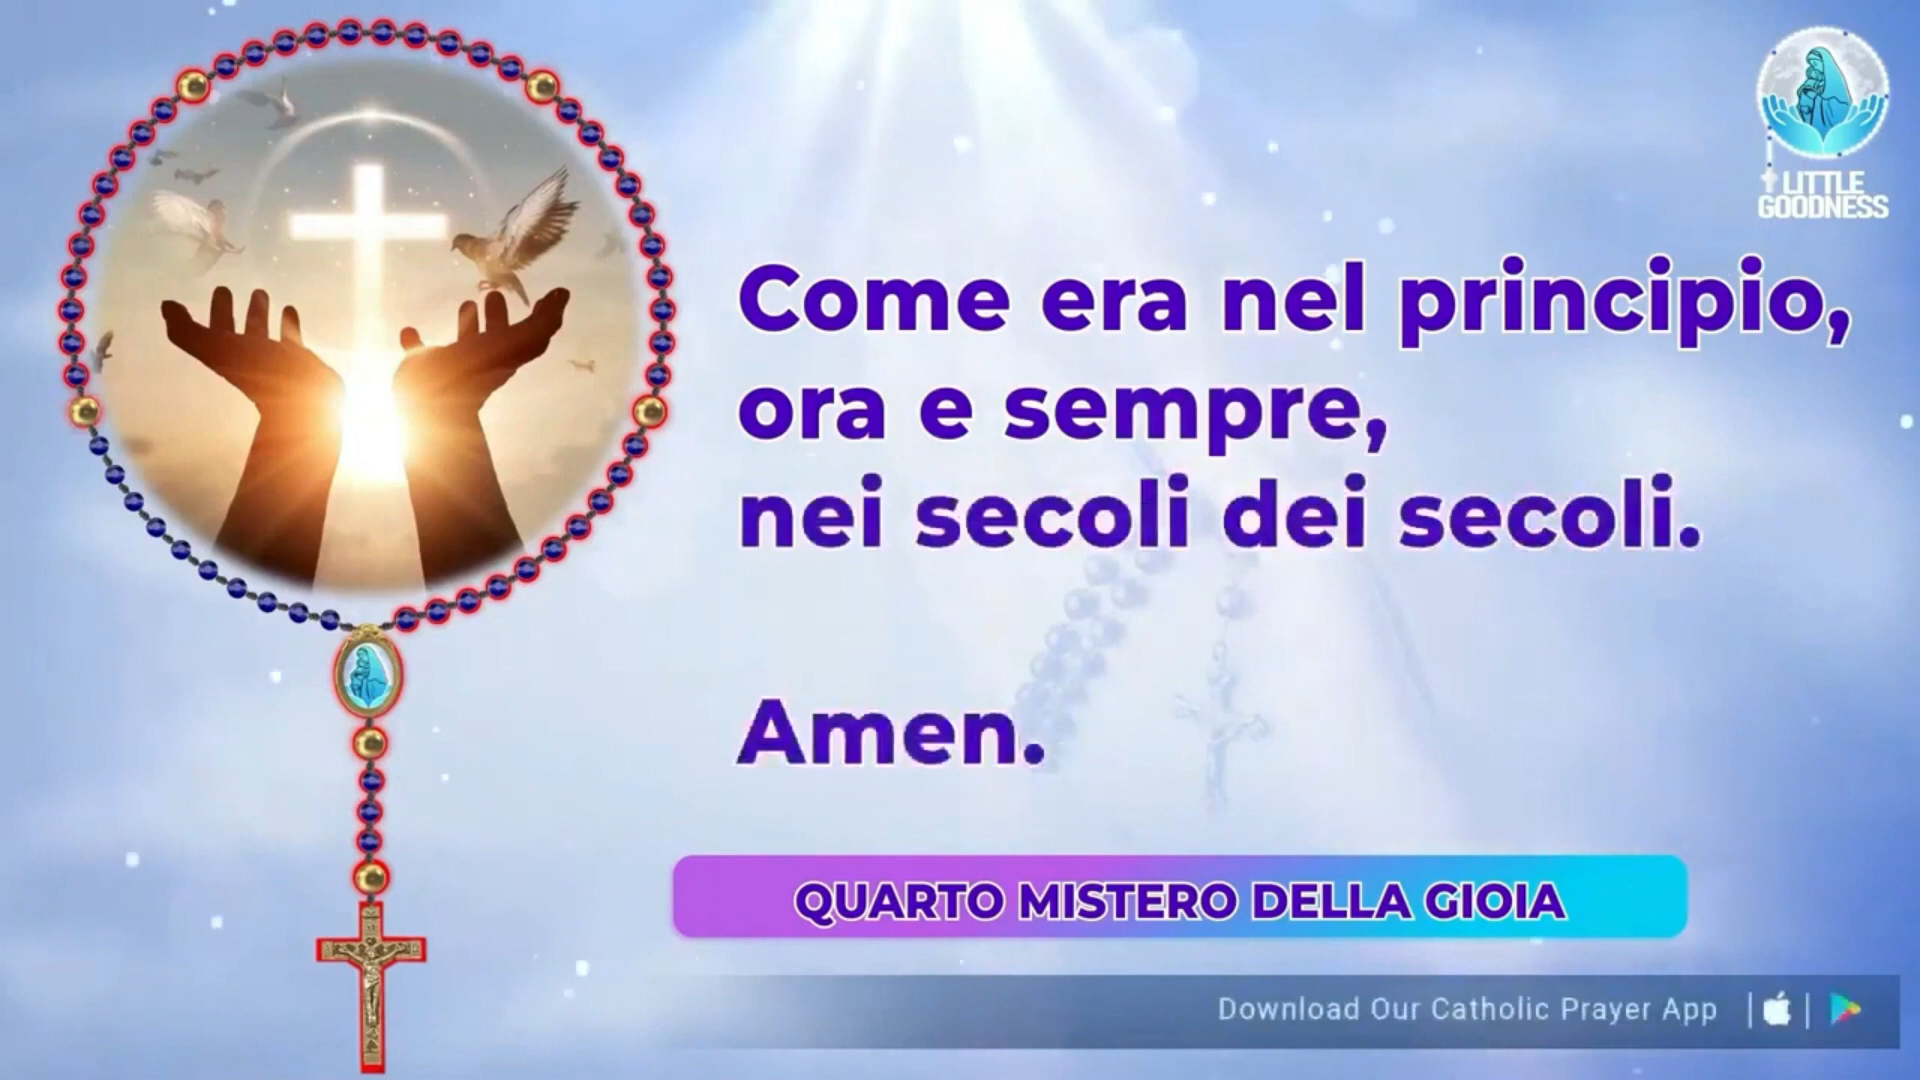 LITTLE
GOODNESS
Come era nel principio,
ora e sempre,
nei secoli dei secoli.
Amen.
QUARTO MISTERO DELLA GIOIA
Download Our Catholic Prayer App